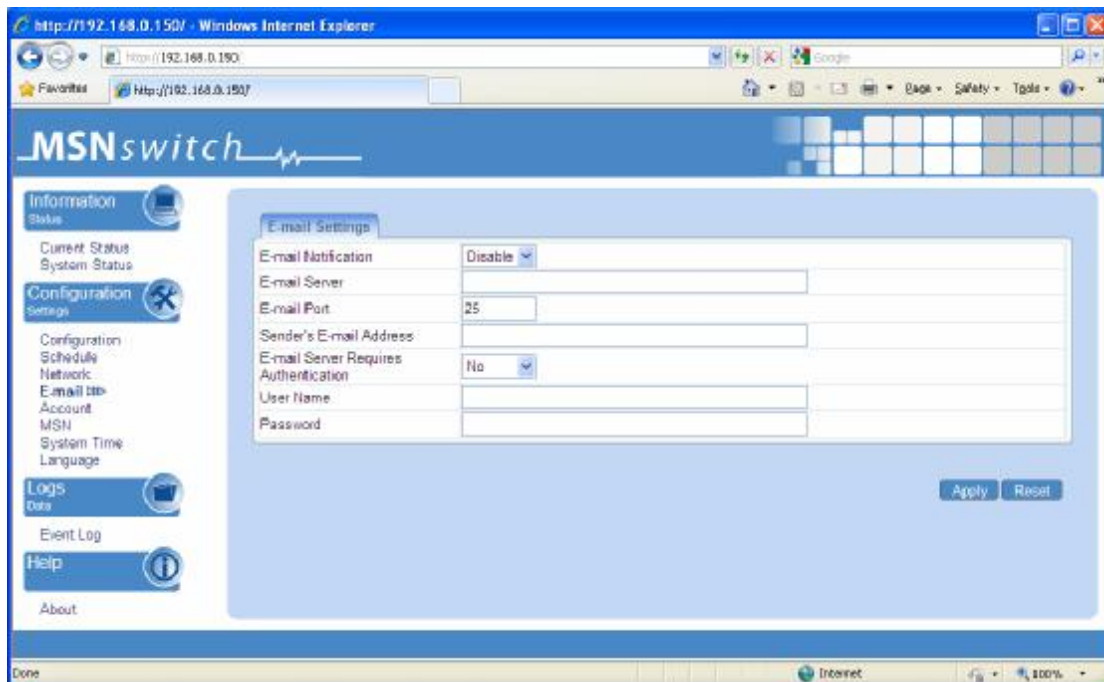 http://192.168.0.150/ - Windows Internet Explorer
http://192.168.0.150/
Google
Favorites
http://192.168.0.150/
Page
Safety
Tools
MSNswitch
Information
Status
Current Status
System Status
Configuration
Settings
Configuration
Schedule
Network
E-mail
Account
MSN
System Time
Language
Logs
Data
Event Log
Help
About
E-mail Settings
E-mail Notification Disable
E-mail Server
E-mail Port 25
Sender's E-mail Address
E-mail Server Requires
Authentication No
User Name
Password
Apply Reset
Done
Internet
100%